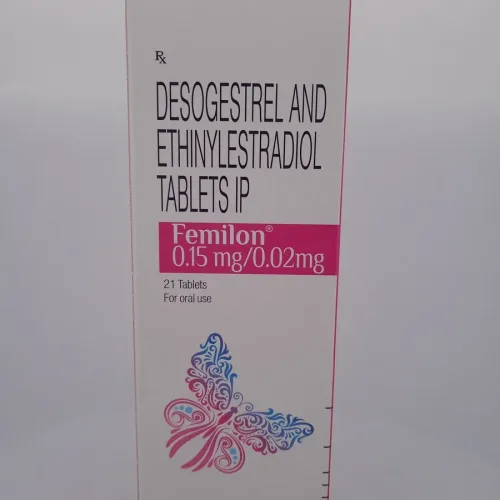 Rx
DESOGESTREL AND
ETHINYLESTRADIOL
TABLETS IP
Femilon®
0.15 mg/0.02mg
21 Tablets
For oral use